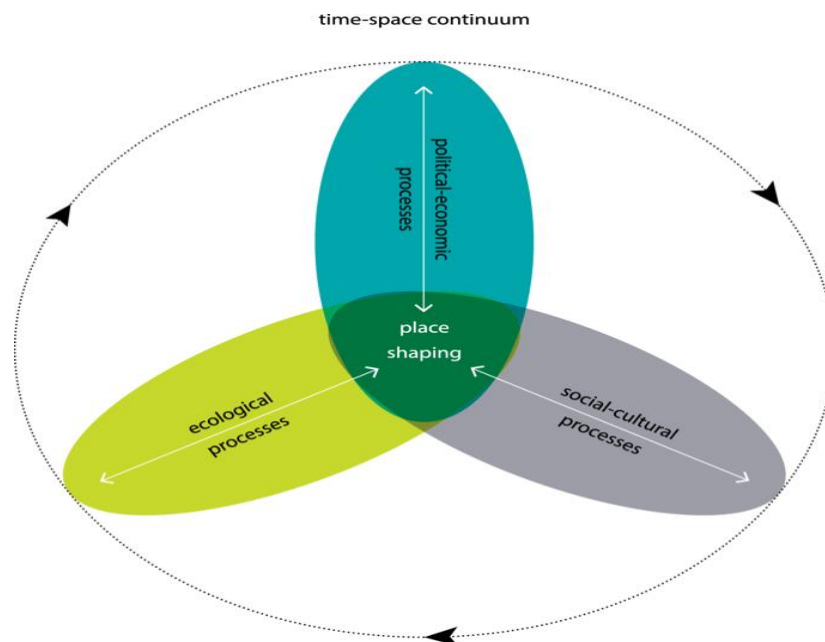 time-space continuum
political-economic
processes
place
shaping
ecological
processes
social-cultural
processes